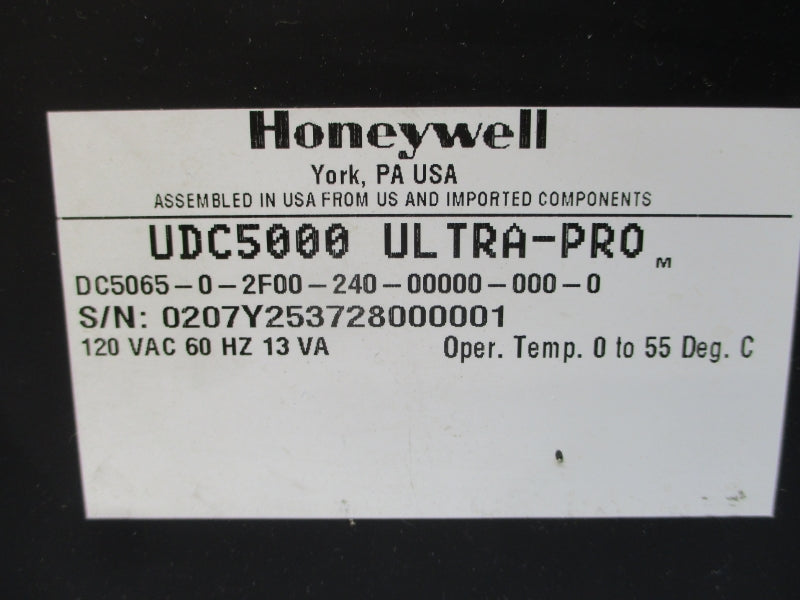 Honeywell
York, PA USA
ASSEMBLED IN USA FROM US AND IMPORTED COMPONENTS
UDC5000 ULTRA-PRO TM
DC5065-0-2F00-240-00000-000-0
S/N: 0207Y253728000001
120 VAC 60 HZ 13 VA Oper. Temp. 0 to 55 Deg. C